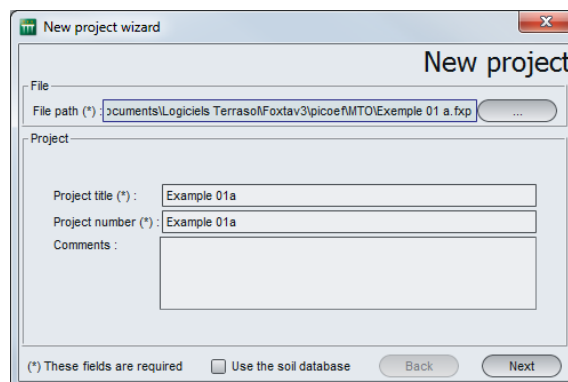 New project wizard
New project
File
File path (*) : ocuments\Logiciels Terrasol\Foxtav3\picoef\MTO\Exemple 01 a.fxp ...
Project
Project title (*) : Example 01a
Project number (*) : Example 01a
Comments :
(*) These fields are required Use the soil database Back Next